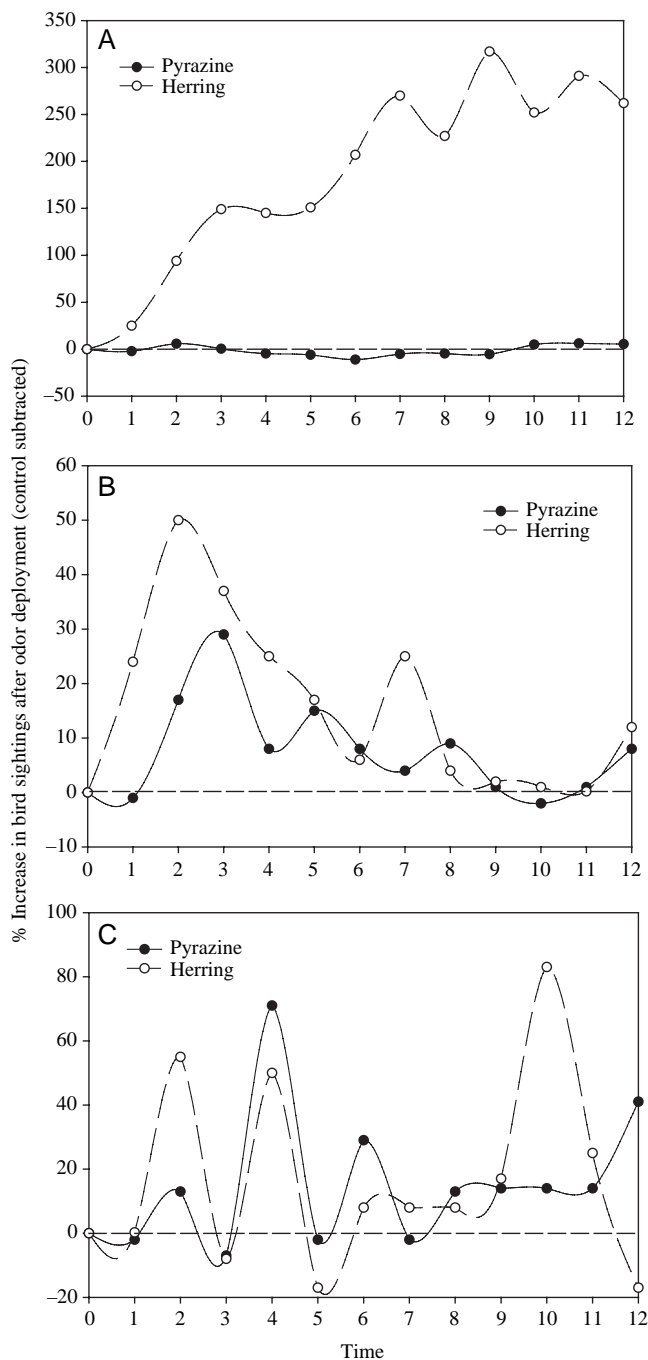 % Increase in bird sightings after odor deployment (control subtracted)
A
Pyrazine
Herring
350
300
250
200
150
100
50
0
–50
0 1 2 3 4 5 6 7 8 9 10 11 12
B
Pyrazine
Herring
60
50
40
30
20
10
0
–10
0 1 2 3 4 5 6 7 8 9 10 11 12
C
Pyrazine
Herring
100
80
60
40
20
0
–20
0 1 2 3 4 5 6 7 8 9 10 11 12
Time